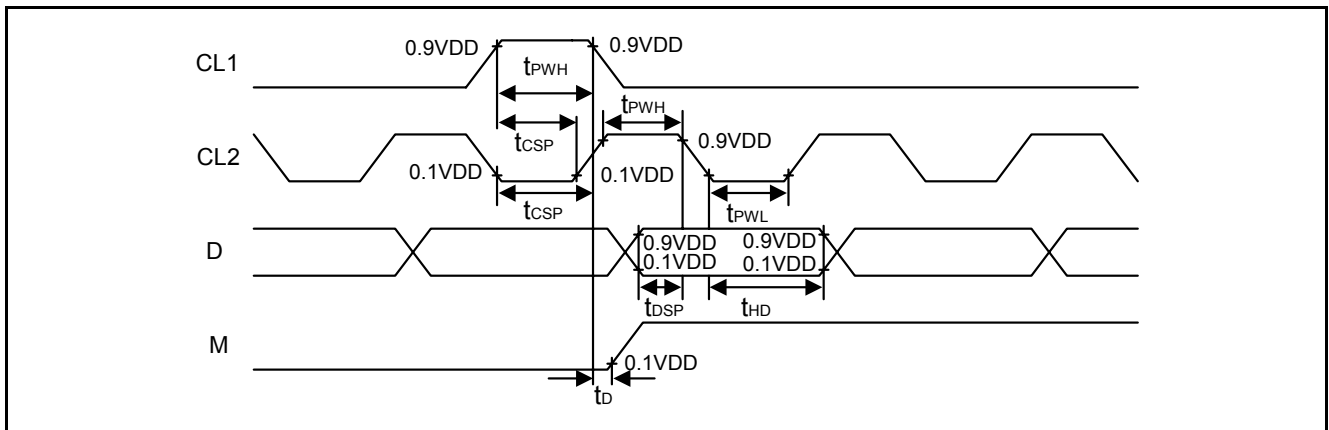 CL1
0.9VDD
0.9VDD
tPWH
tPWH
tCSP
CL2
0.9VDD
0.1VDD
0.1VDD
tCSP
tPWL
D
0.9VDD
0.9VDD
0.1VDD
0.1VDD
tDSP
tHD
M
0.1VDD
tD